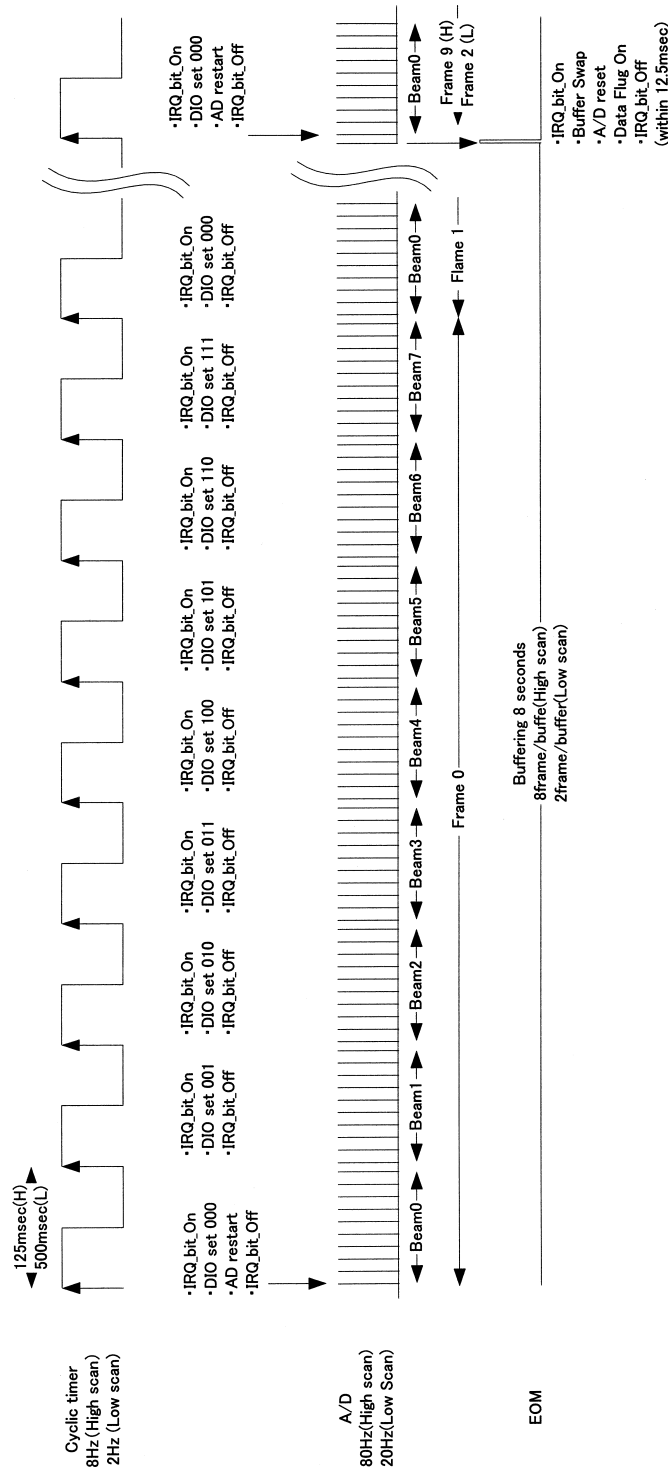 Cyclic timer
8Hz (High scan)
2Hz (Low scan)
125msec(H)
500msec(L)
・IRQ_bit_On
・DIO set 000
・AD restart
・IRQ_bit_Off
・IRQ_bit_On
・DIO set 001
・IRQ_bit_Off
・IRQ_bit_On
・DIO set 010
・IRQ_bit_Off
・IRQ_bit_On
・DIO set 011
・IRQ_bit_Off
・IRQ_bit_On
・DIO set 100
・IRQ_bit_Off
・IRQ_bit_On
・DIO set 101
・IRQ_bit_Off
・IRQ_bit_On
・DIO set 110
・IRQ_bit_Off
・IRQ_bit_On
・DIO set 111
・IRQ_bit_Off
・IRQ_bit_On
・DIO set 000
・IRQ_bit_Off
・IRQ_bit_On
・DIO set 000
・AD restart
・IRQ_bit_Off
A/D
80Hz(High scan)
20Hz(Low Scan)
Beam0
Beam1
Beam2
Beam3
Beam4
Beam5
Beam6
Beam7
Beam0
Beam0
Frame 0
Flame 1
Frame 9 (H)
Frame 2 (L)
EOM
Buffering 8 seconds
8frame/buffe(High scan)
2frame/buffer(Low scan)
・IRQ_bit_On
・Buffer Swap
・A/D reset
・Data Flug On
・IRQ_bit_Off
(within 12.5msec)